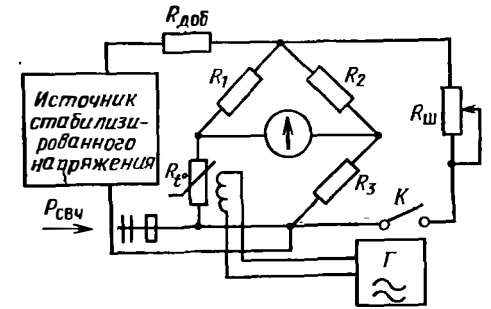 Rдоб
R1
R2
Источник
стабилизи-
рованного
напряжения
Rш
Rt°
R3
K
Pсвч
Г